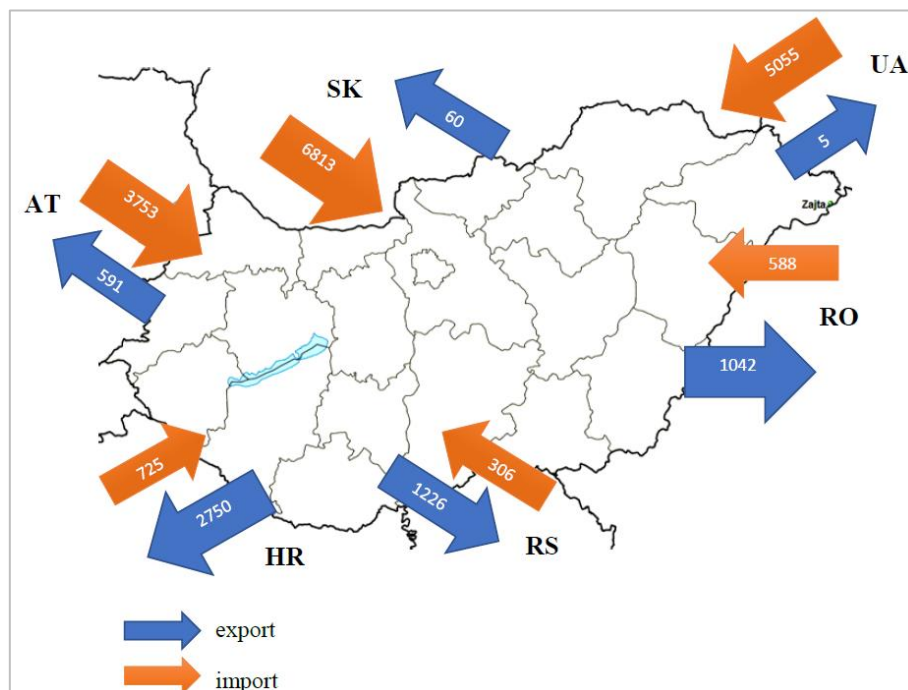 5055
UA
SK
60
6813
5
AT
3753
Zajta
591
588
RO
1042
725
306
2750
1226
HR
RS
export
import